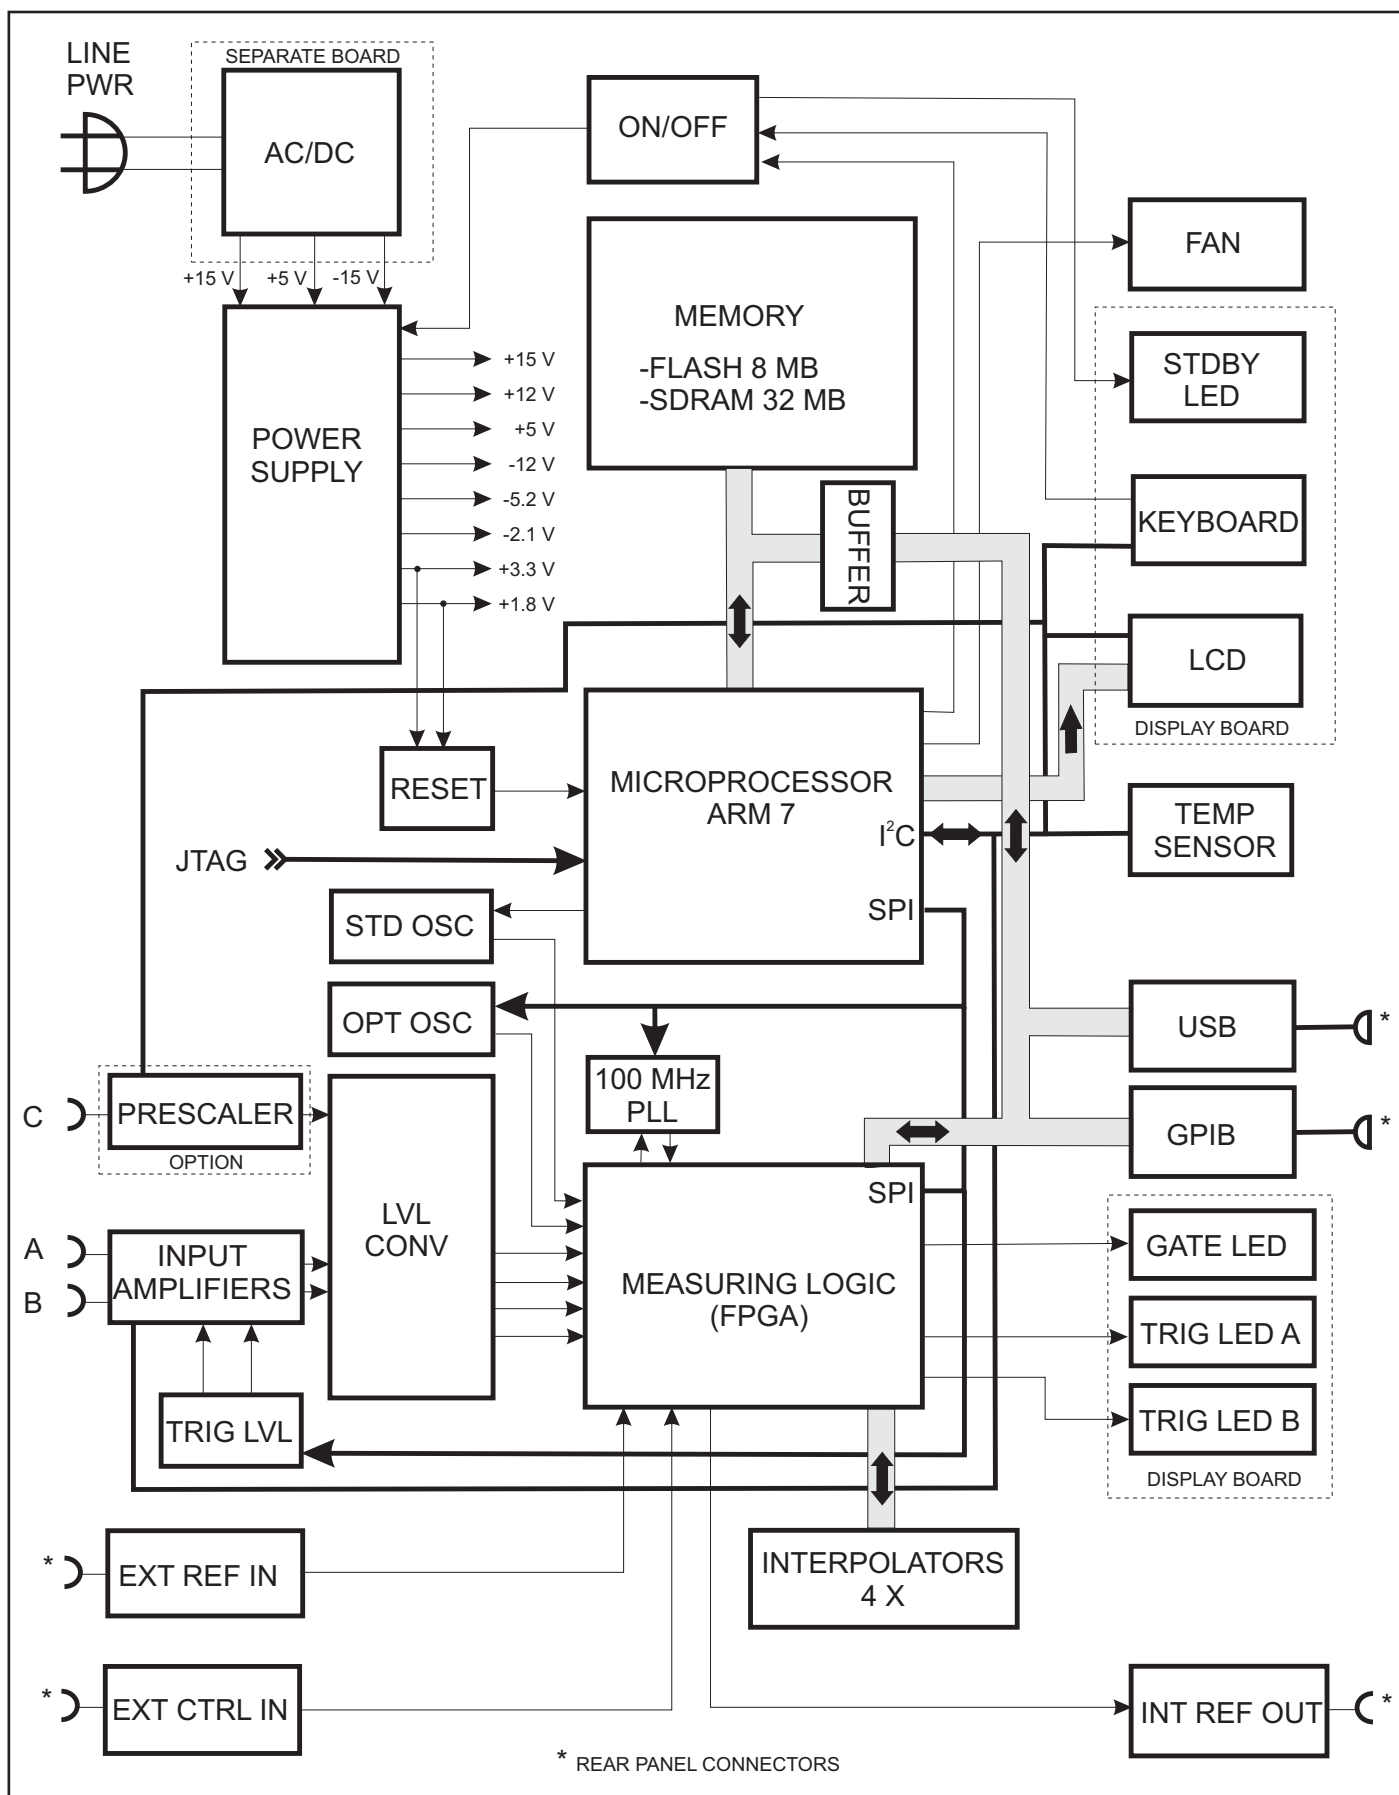 LINE
PWR
SEPARATE BOARD
AC/DC
ON/OFF
+15 V
+5 V
-15 V
FAN
MEMORY
-FLASH 8 MB
-SDRAM 32 MB
STDBY
LED
POWER
SUPPLY
+15 V
+12 V
+5 V
-12 V
-5.2 V
-2.1 V
+3.3 V
+1.8 V
BUFFER
KEYBOARD
LCD
DISPLAY BOARD
RESET
MICROPROCESSOR
ARM 7
I²C
SPI
TEMP
SENSOR
JTAG
STD OSC
OPT OSC
100 MHz
PLL
USB
*
GPIB
*
C
PRESCALER
OPTION
LVL
CONV
SPI
MEASURING LOGIC
(FPGA)
A
B
INPUT
AMPLIFIERS
TRIG LVL
GATE LED
TRIG LED A
TRIG LED B
DISPLAY BOARD
*
EXT REF IN
INTERPOLATORS
4 X
*
EXT CTRL IN
INT REF OUT
*
* REAR PANEL CONNECTORS